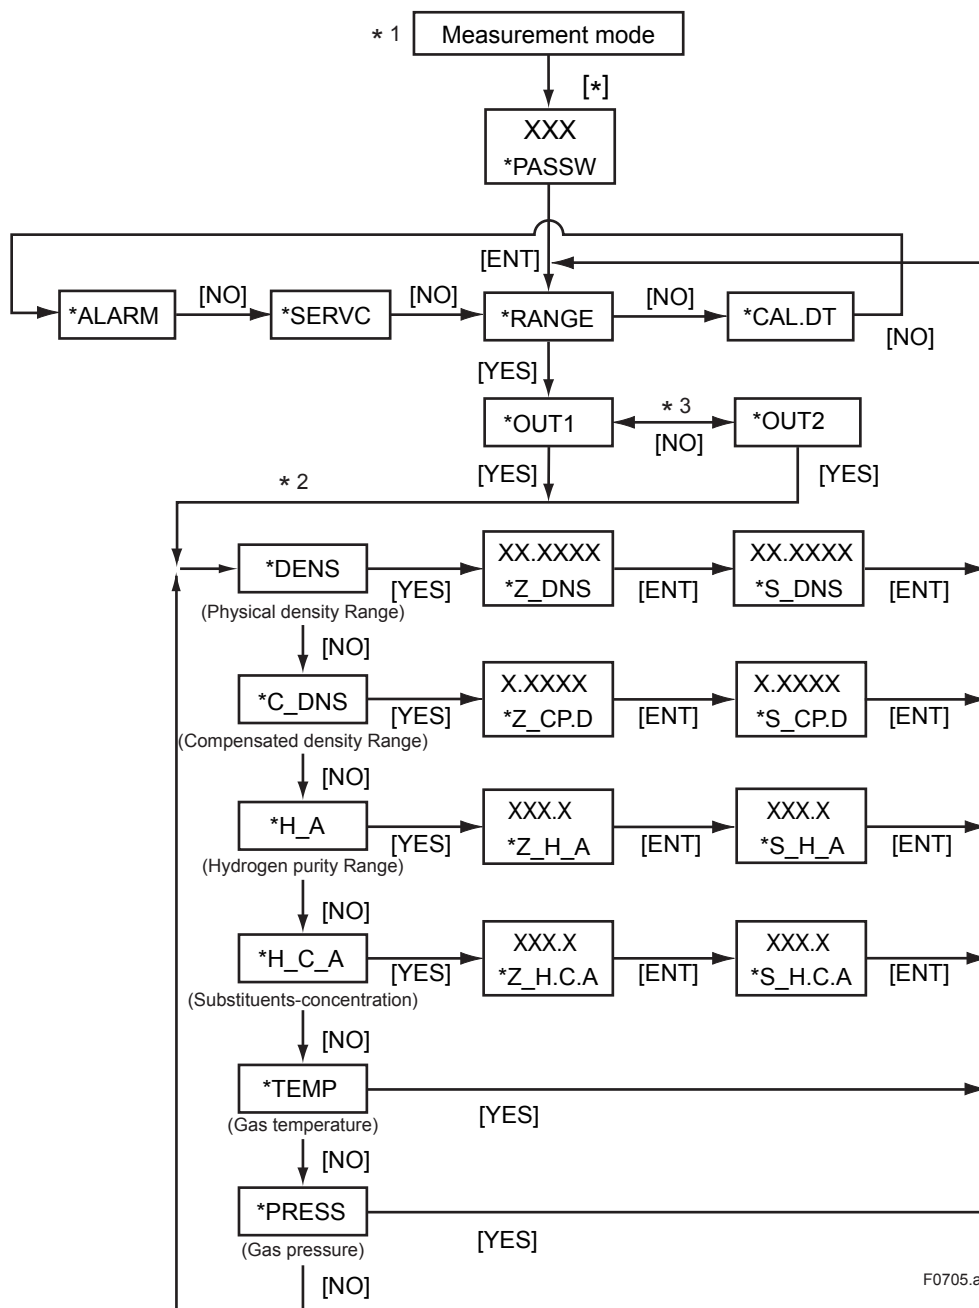 * 1 Measurement mode
[*]
XXX
*PASSW
[ENT]
*ALARM [NO] *SERVC [NO] *RANGE [NO] *CAL.DT [NO]
[YES]
*OUT1 * 3 [NO] *OUT2
[YES] [YES]
* 2
*DENS [YES] XX.XXXX *Z_DNS [ENT] XX.XXXX *S_DNS [ENT]
(Physical density Range)
[NO]
*C_DNS [YES] X.XXXX *Z_CP.D [ENT] X.XXXX *S_CP.D [ENT]
(Compensated density Range)
[NO]
*H_A [YES] XXX.X *Z_H_A [ENT] XXX.X *S_H_A [ENT]
(Hydrogen purity Range)
[NO]
*H_C_A [YES] XXX.X *Z_H.C.A [ENT] XXX.X *S_H.C.A [ENT]
(Substituents-concentration)
[NO]
*TEMP [YES]
(Gas temperature)
[NO]
*PRESS [YES]
(Gas pressure)
[NO]
F0705.a